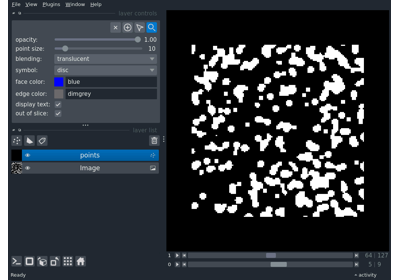 File View Plugins Window Help
layer controls
opacity: 1.00
point size: 10
blending: translucent
symbol: disc
face color: blue
edge color: dimgrey
display text:
out of slice:
layer list
points
Image
1 64 127
0 5 9
activity